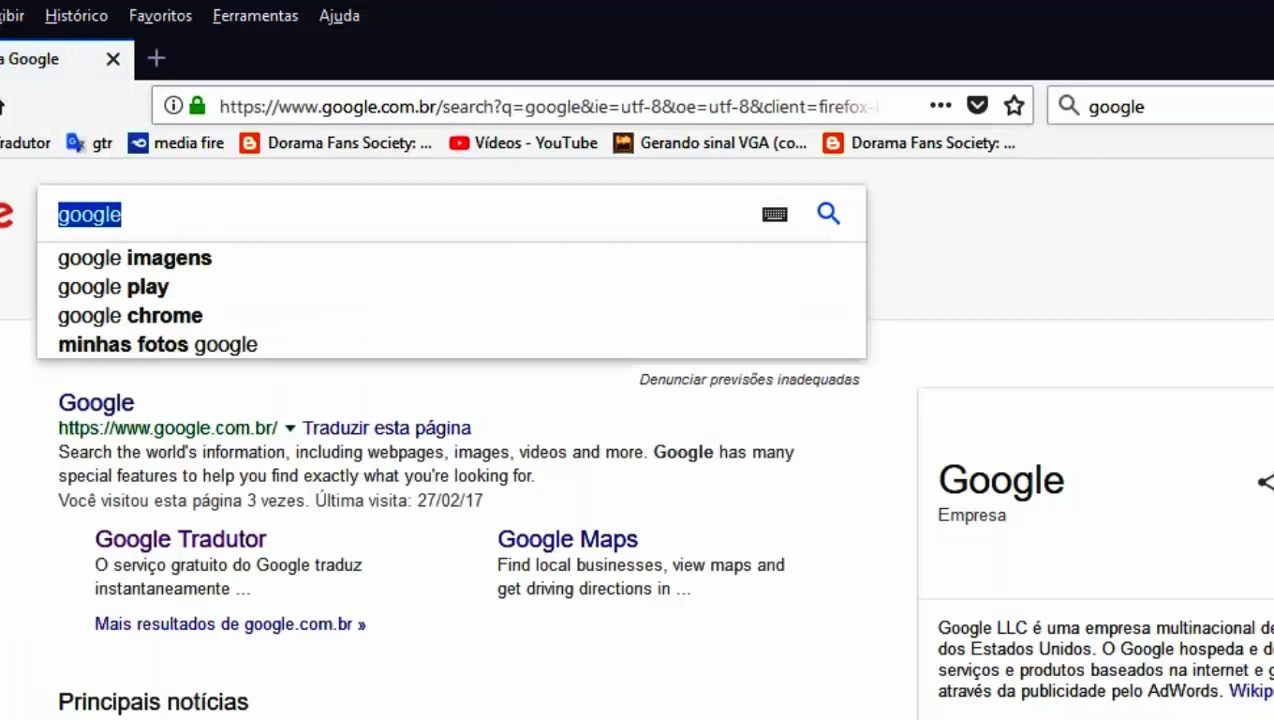 ibir Histórico Favoritos Ferramentas Ajuda
a Google
https://www.google.com.br/search?q=google&ie=utf-8&oe=utf-8&client=firefox- google
radutor gtr media fire Dorama Fans Society: ... Vídeos - YouTube Gerando sinal VGA (co... Dorama Fans Society: ...
e google
google imagens
google play
google chrome
minhas fotos google
Denunciar previsões inadequadas
Google
https://www.google.com.br/ Traduzir esta página
Search the world's information, including webpages, images, videos and more. Google has many
special features to help you find exactly what you're looking for.
Você visitou esta página 3 vezes. Última visita: 27/02/17
Google Tradutor
O serviço gratuito do Google traduz
instantaneamente ...
Google Maps
Find local businesses, view maps and
get driving directions in ...
Mais resultados de google.com.br »
Principais notícias
Google
Empresa
Google LLC é uma empresa multinacional de
dos Estados Unidos. O Google hospeda e d
serviços e produtos baseados na internet e g
através da publicidade pelo AdWords. Wikip